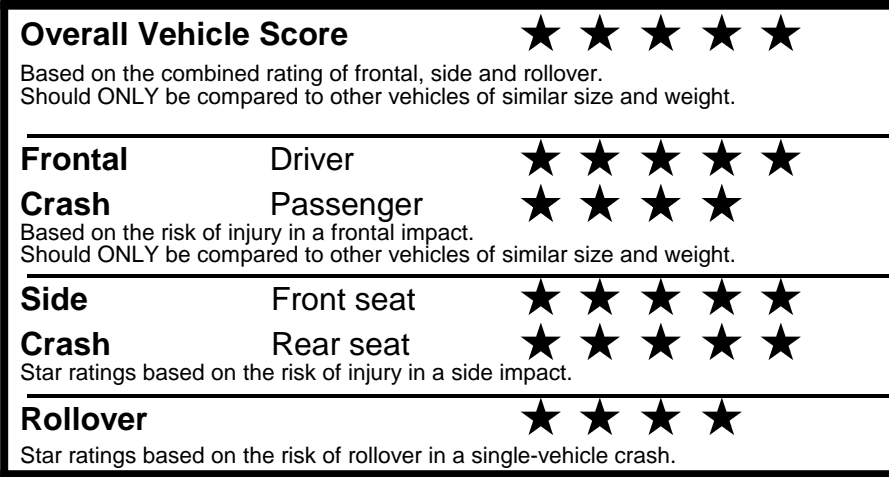 Overall Vehicle Score ★ ★ ★ ★ ★
Based on the combined rating of frontal, side and rollover.
Should ONLY be compared to other vehicles of similar size and weight.
Frontal Driver ★ ★ ★ ★ ★
Crash Passenger ★ ★ ★ ★
Based on the risk of injury in a frontal impact.
Should ONLY be compared to other vehicles of similar size and weight.
Side Front seat ★ ★ ★ ★ ★
Crash Rear seat ★ ★ ★ ★ ★
Star ratings based on the risk of injury in a side impact.
Rollover ★ ★ ★ ★
Star ratings based on the risk of rollover in a single-vehicle crash.